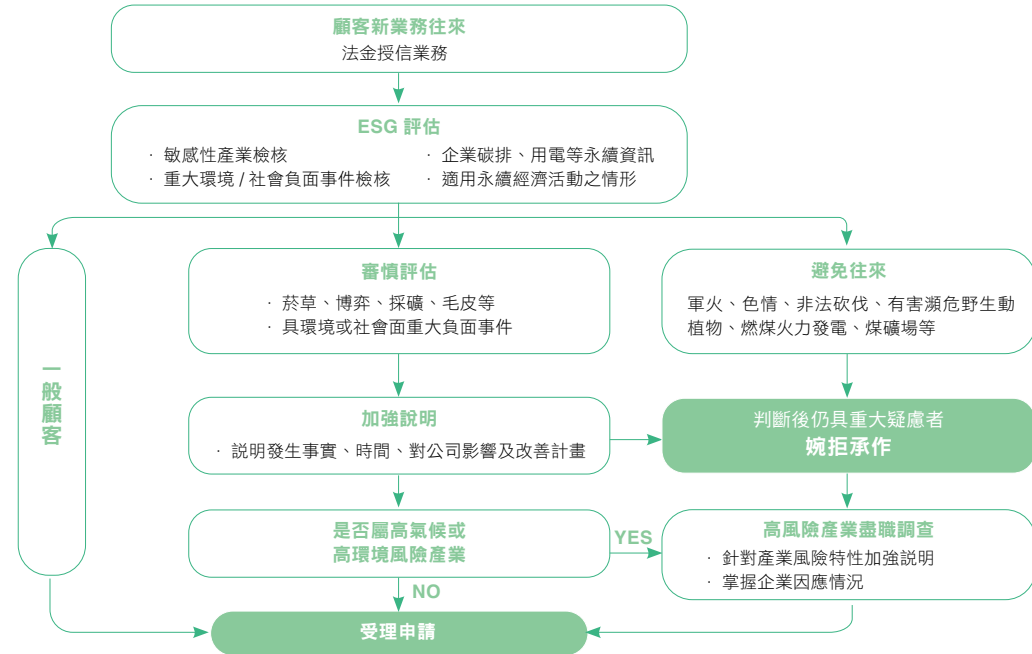 顧客新業務往來
法金授信業務
ESG 評估
· 敏感性產業檢核
· 重大環境 / 社會負面事件檢核
· 企業碳排、用電等永續資訊
· 適用永續經濟活動之情形
一般顧客
審慎評估
· 菸草、博弈、採礦、毛皮等
· 具環境或社會面重大負面事件
避免往來
軍火、色情、非法砍伐、有害瀕危野生動
植物、燃煤火力發電、煤礦場等
加強說明
· 説明發生事實、時間、對公司影響及改善計畫
判斷後仍具重大疑慮者
婉拒承作
是否屬高氣候或
高環境風險產業
YES
高風險產業盡職調查
· 針對產業風險特性加強説明
· 掌握企業因應情況
NO
受理申請